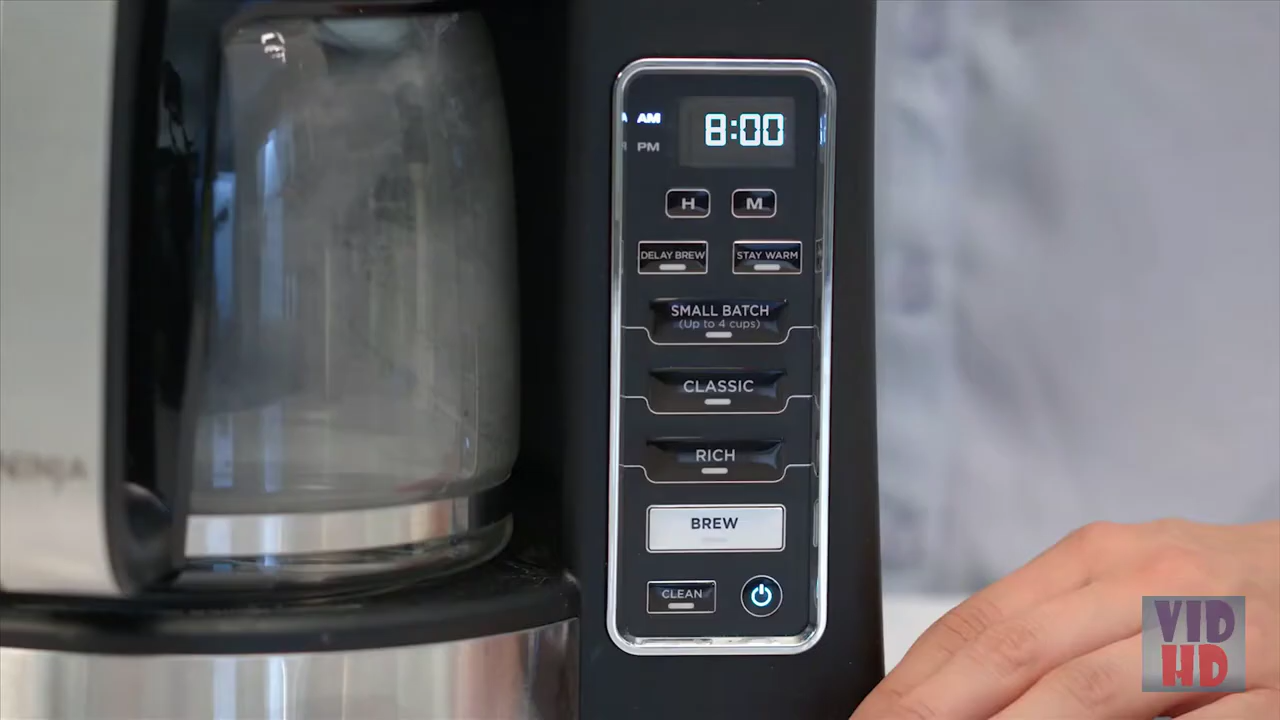 AM
8:00
PM
H M
DELAY BREW STAY WARM
SMALL BATCH
(Up to 4 cups)
CLASSIC
RICH
BREW
CLEAN
NINJA
VID
HD